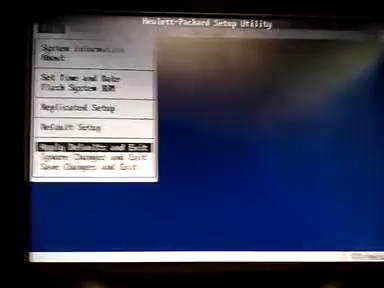 Hewlett-Packard Setup Utility
System Information
About
Set Time and Date
Flash System ROM
Replicated Setup
Default Setup
Apply Defaults and Exit
Ignore Changes and Exit
Save Changes and Exit